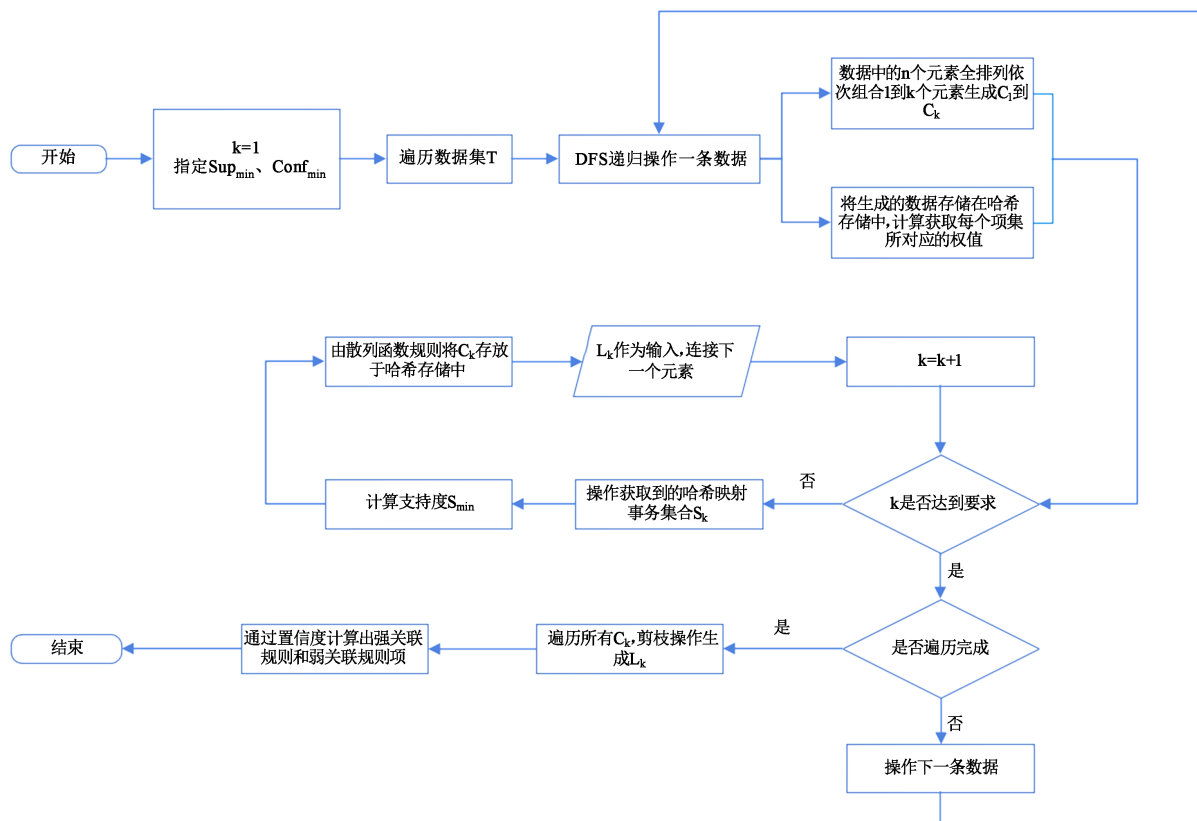 开始
k=1
指定Supmin、Confmin
遍历数据集T
DFS递归操作一条数据
数据中的n个元素全排列依
次组合1到k个元素生成C1到
Ck
将生成的数据存储在哈希
存储中,计算获取每个项集
所对应的权值
由散列函数规则将Ck存放
于哈希存储中
Lk作为输入,连接下
一个元素
k=k+1
计算支持度Smin
操作获取到的哈希映射
事务集合Sk
否
k是否达到要求
是
结束
通过置信度计算出强关联
规则和弱关联规则项
遍历所有Ck,剪枝操作生
成Lk
是
是否遍历完成
否
操作下一条数据